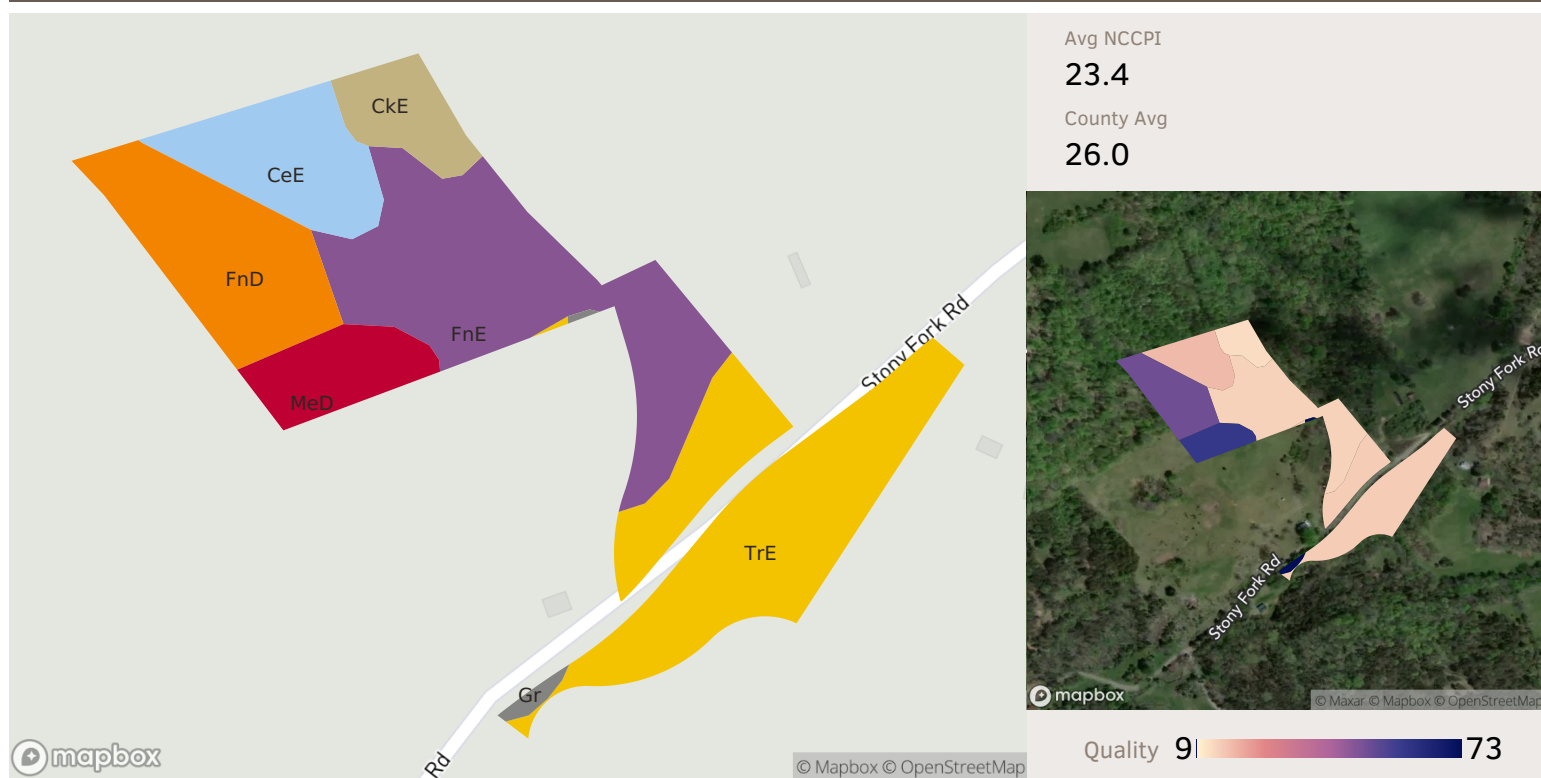 CkE
CeE
FnD
FnE
MeD
Stony Fork Rd
TrE
Gr
Rd
mapbox
© Mapbox © OpenStreetMap
Avg NCCPI
23.4
County Avg
26.0
Stony Fork Rd
Stony Fork Rd
mapbox
© Maxar © Mapbox © OpenStreetMap
Quality 9 73